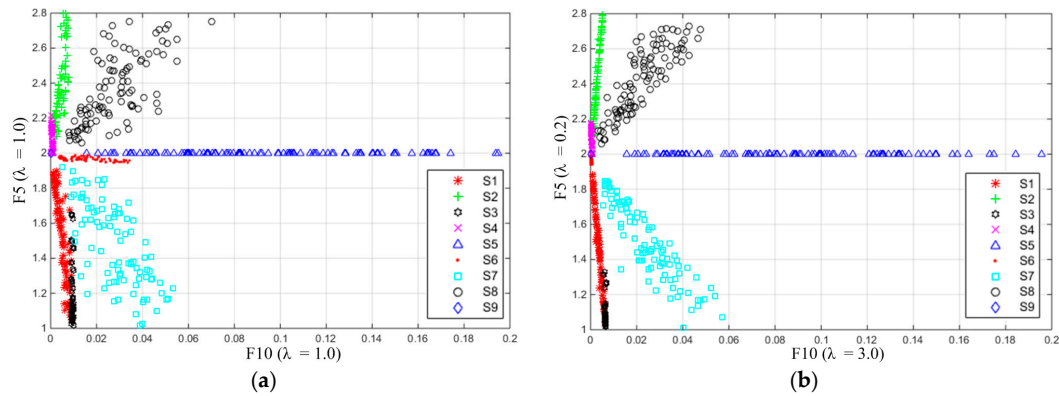 2.8
2.6
2.4
2.2
2
1.8
1.6
1.4
1.2
1
F5 (λ = 1.0)
0 0.02 0.04 0.06 0.08 0.10 0.12 0.14 0.16 0.18 0.2
F10 (λ = 1.0)
S1
S2
S3
S4
S5
S6
S7
S8
S9
(a)
2.8
2.6
2.4
2.2
2
1.8
1.6
1.4
1.2
1
F5 (λ = 0.2)
0 0.02 0.04 0.06 0.08 0.10 0.12 0.14 0.16 0.18 0.2
F10 (λ = 3.0)
S1
S2
S3
S4
S5
S6
S7
S8
S9
(b)